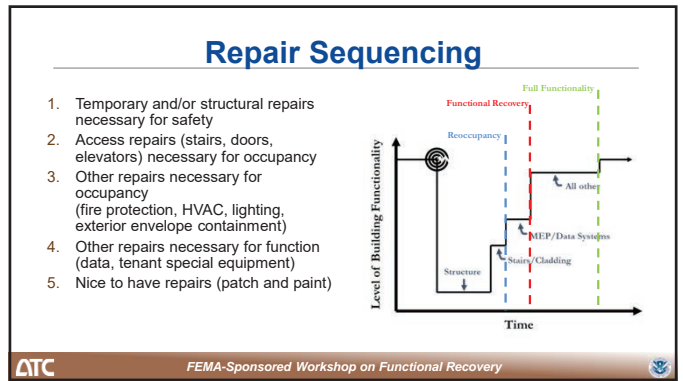 Repair Sequencing
1. Temporary and/or structural repairs
necessary for safety
2. Access repairs (stairs, doors,
elevators) necessary for occupancy
3. Other repairs necessary for
occupancy
(fire protection, HVAC, lighting,
exterior envelope containment)
4. Other repairs necessary for function
(data, tenant special equipment)
5. Nice to have repairs (patch and paint)
Full Functionality
Functional Recovery
Reoccupancy
Level of Building Functionality
All other
MEP/Data Systems
Stairs/Cladding
Structure
Time
ATC
FEMA-Sponsored Workshop on Functional Recovery